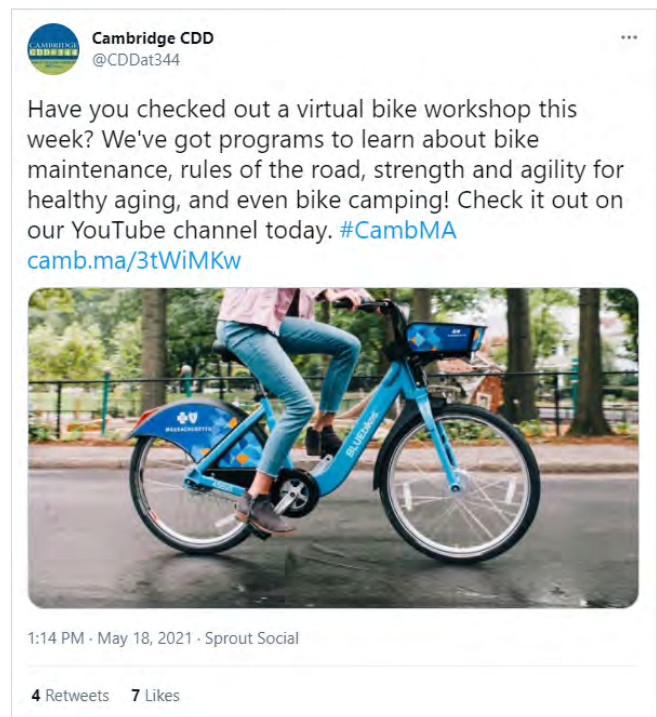 Cambridge CDD
@CDDat344
CAMBRIDGE
Have you checked out a virtual bike workshop this
week? We've got programs to learn about bike
maintenance, rules of the road, strength and agility for
healthy aging, and even bike camping! Check it out on
our YouTube channel today. #CambMA
camb.ma/3tWiMKw
MASSACHUSETTS
BLUEbikes
1:14 PM · May 18, 2021 · Sprout Social
4 Retweets 7 Likes